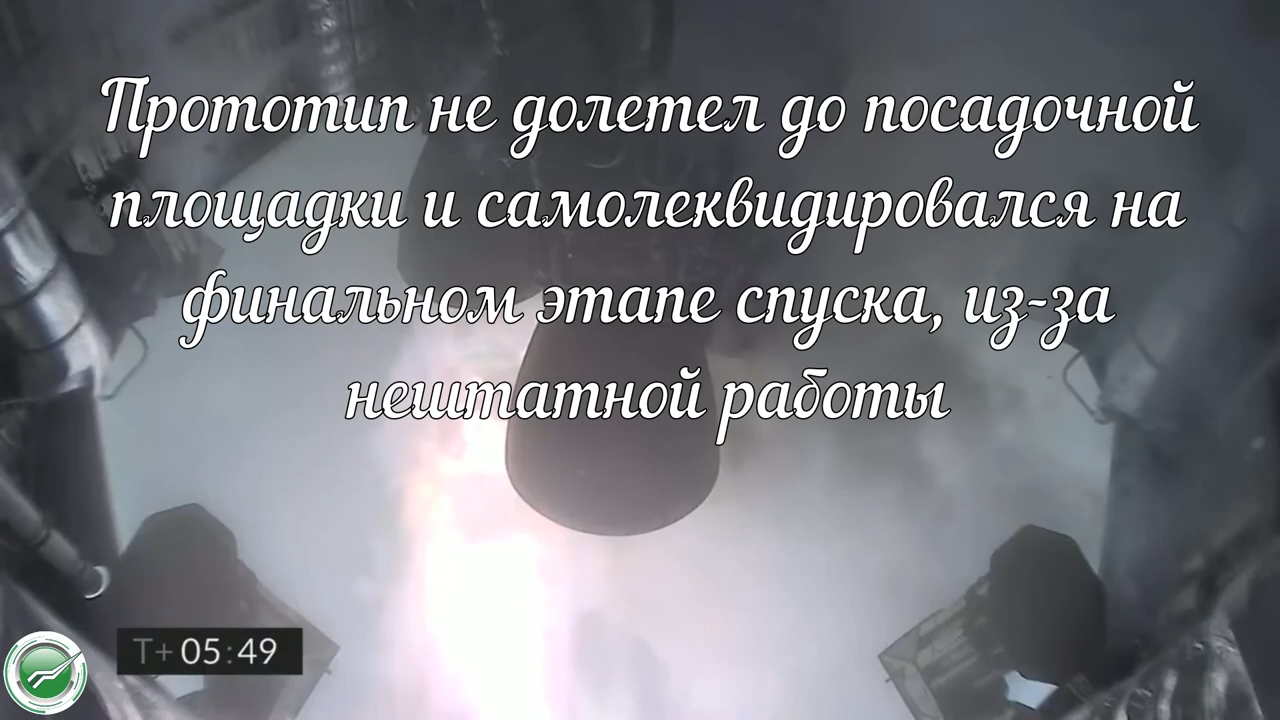 Прототип не долетел до посадочной
площадки и самолеквидировался на
финальном этапе спуска, из-за
нештатной работы
T+ 05:49